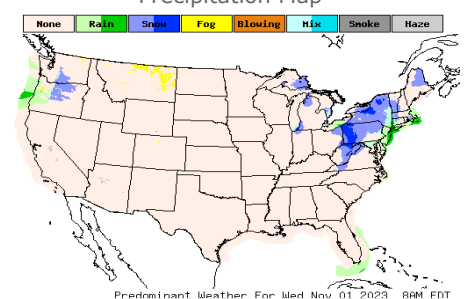 Precipitation Map
None Rain Snow Fog Blowing Mix Smoke Haze
Predominant Weather For Wed Nov 01 2023 8AM EDT